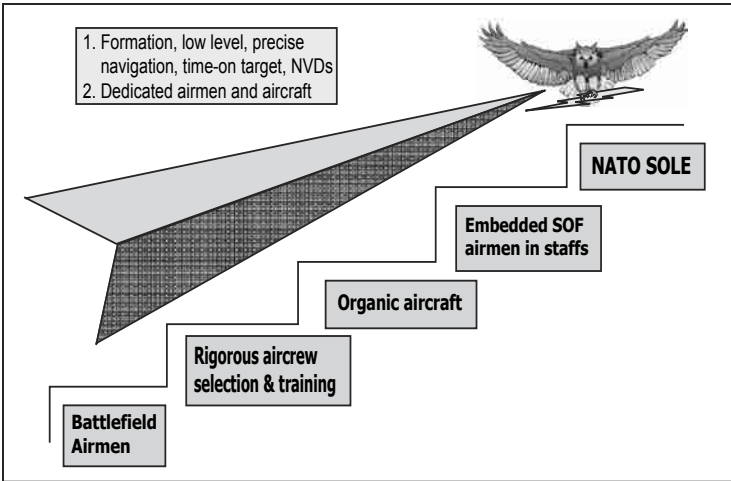 1. Formation, low level, precise
navigation, time-on target, NVDs
2. Dedicated airmen and aircraft
NATO SOLE
Embedded SOF
airmen in staffs
Organic aircraft
Rigorous aircrew
selection & training
Battlefield
Airmen